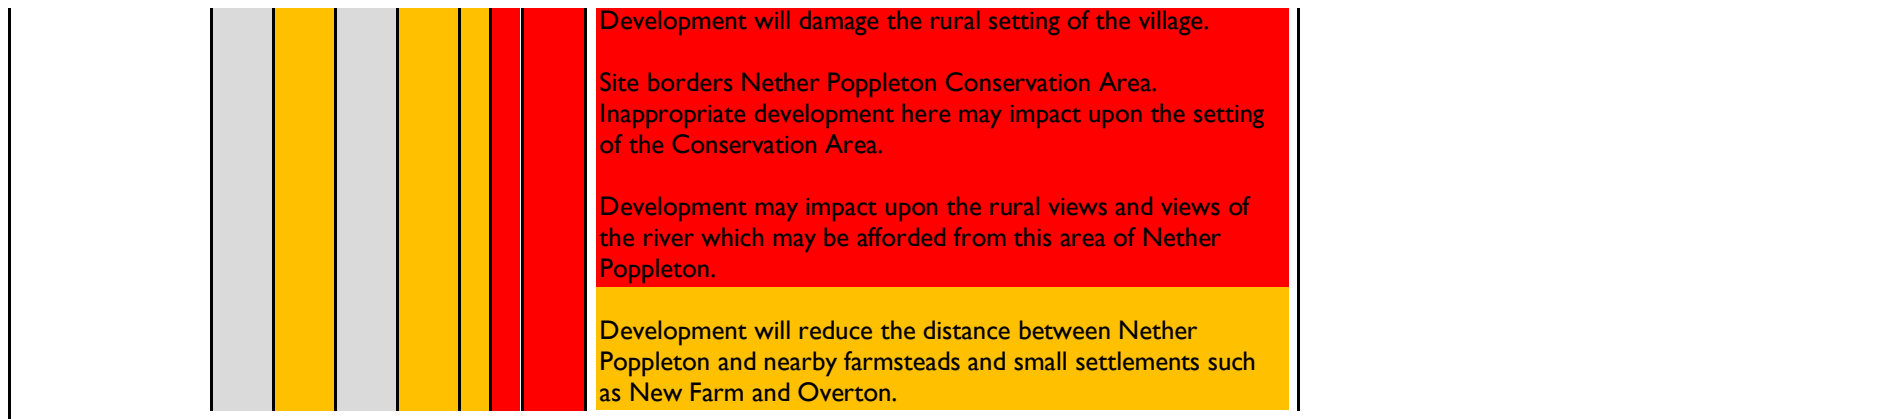 Development will damage the rural setting of the village.
Site borders Nether Poppleton Conservation Area.
Inappropriate development here may impact upon the setting
of the Conservation Area.
Development may impact upon the rural views and views of
the river which may be afforded from this area of Nether
Poppleton.
Development will reduce the distance between Nether
Poppleton and nearby farmsteads and small settlements such
as New Farm and Overton.